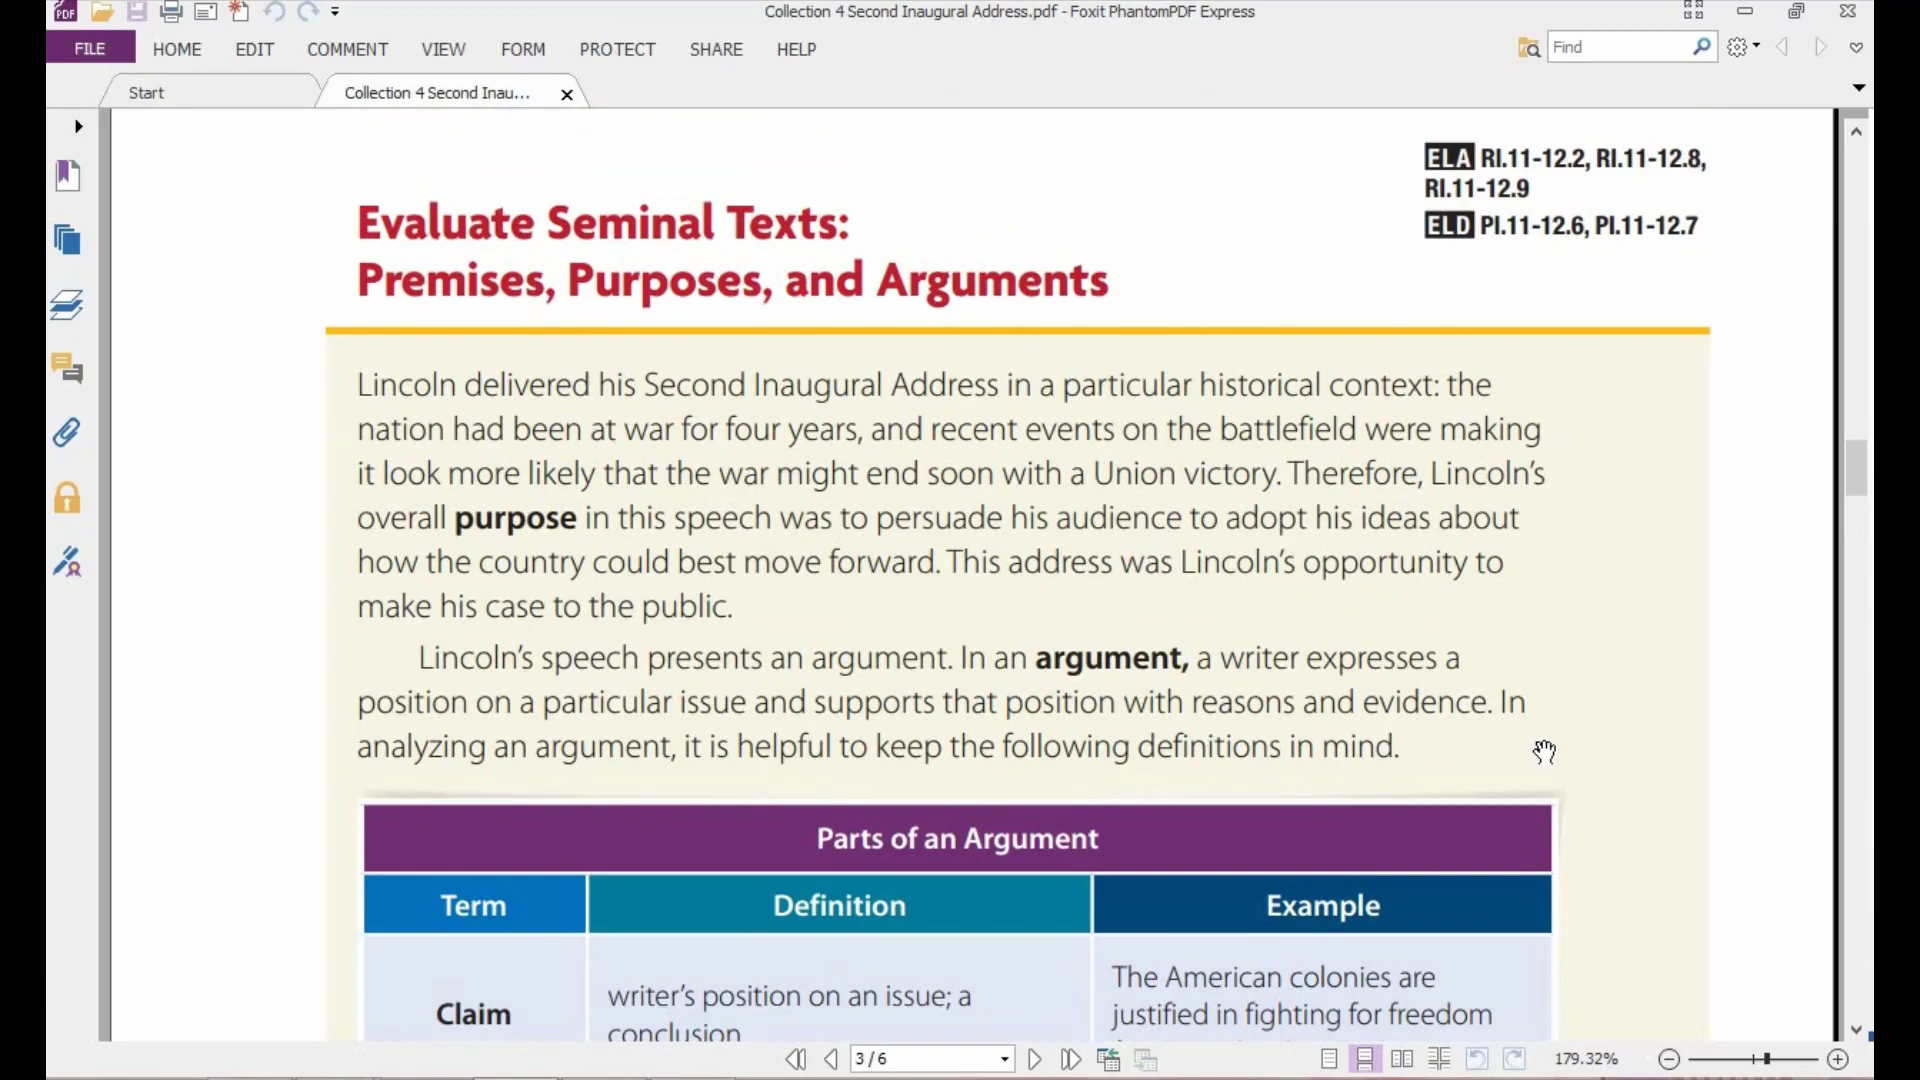 Collection 4 Second Inaugural Address.pdf - Foxit PhantomPDF Express
PDF
FILE HOME EDIT COMMENT VIEW FORM PROTECT SHARE HELP
Find
Start
Collection 4 Second Inau...
ELA RI.11-12.2, RI.11-12.8,
RI.11-12.9
ELD PI.11-12.6, PI.11-12.7
Evaluate Seminal Texts:
Premises, Purposes, and Arguments
Lincoln delivered his Second Inaugural Address in a particular historical context: the
nation had been at war for four years, and recent events on the battlefield were making
it look more likely that the war might end soon with a Union victory. Therefore, Lincoln's
overall purpose in this speech was to persuade his audience to adopt his ideas about
how the country could best move forward. This address was Lincoln's opportunity to
make his case to the public.
Lincoln's speech presents an argument. In an argument, a writer expresses a
position on a particular issue and supports that position with reasons and evidence. In
analyzing an argument, it is helpful to keep the following definitions in mind.
Parts of an Argument
Term Definition Example
Claim
writer's position on an issue; a
conclusion
The American colonies are
justified in fighting for freedom
3 / 6
179.32%